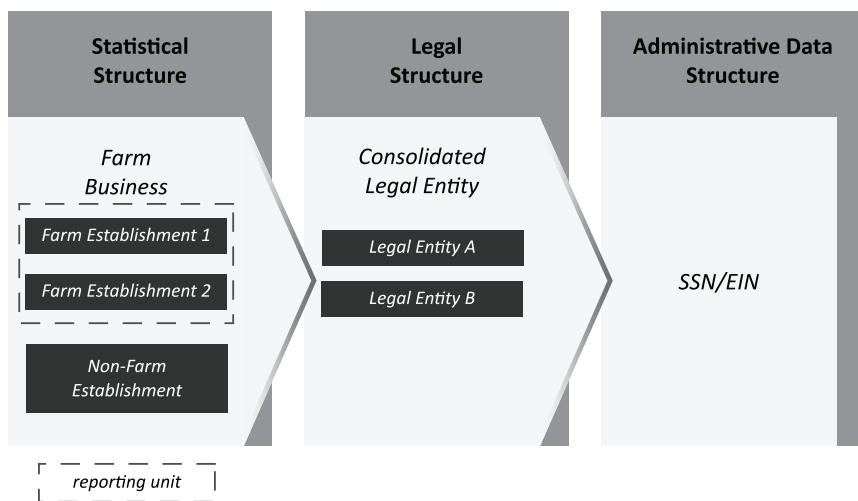 Statistical
Structure
Farm
Business
Farm Establishment 1
Farm Establishment 2
Non-Farm
Establishment
reporting unit
Legal
Structure
Consolidated
Legal Entity
Legal Entity A
Legal Entity B
Administrative Data
Structure
SSN/EIN